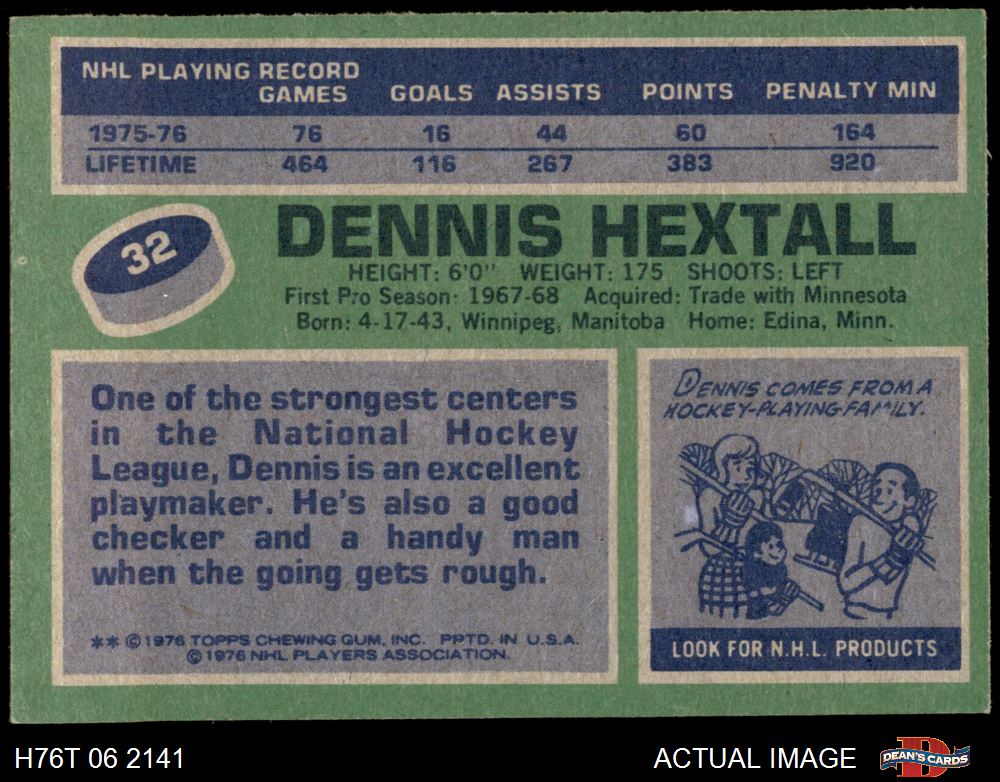 NHL PLAYING RECORD
GAMES GOALS ASSISTS POINTS PENALTY MIN
1975-76 76 16 44 60 164
LIFETIME 464 116 267 383 920
32
DENNIS HEXTALL
HEIGHT: 6'0" WEIGHT: 175 SHOOTS: LEFT
First Pro Season: 1967-68 Acquired: Trade with Minnesota
Born: 4-17-43, Winnipeg, Manitoba Home: Edina, Minn.
One of the strongest centers
in the National Hockey
League, Dennis is an excellent
playmaker. He's also a good
checker and a handy man
when the going gets rough.
** © 1976 TOPPS CHEWING GUM, INC. PRTD. IN U.S.A.
© 1976 NHL PLAYERS ASSOCIATION.
DENNIS COMES FROM A
HOCKEY-PLAYING FAMILY.
LOOK FOR N.H.L. PRODUCTS
H76T 06 2141
ACTUAL IMAGE
D
DEAN'S CARDS